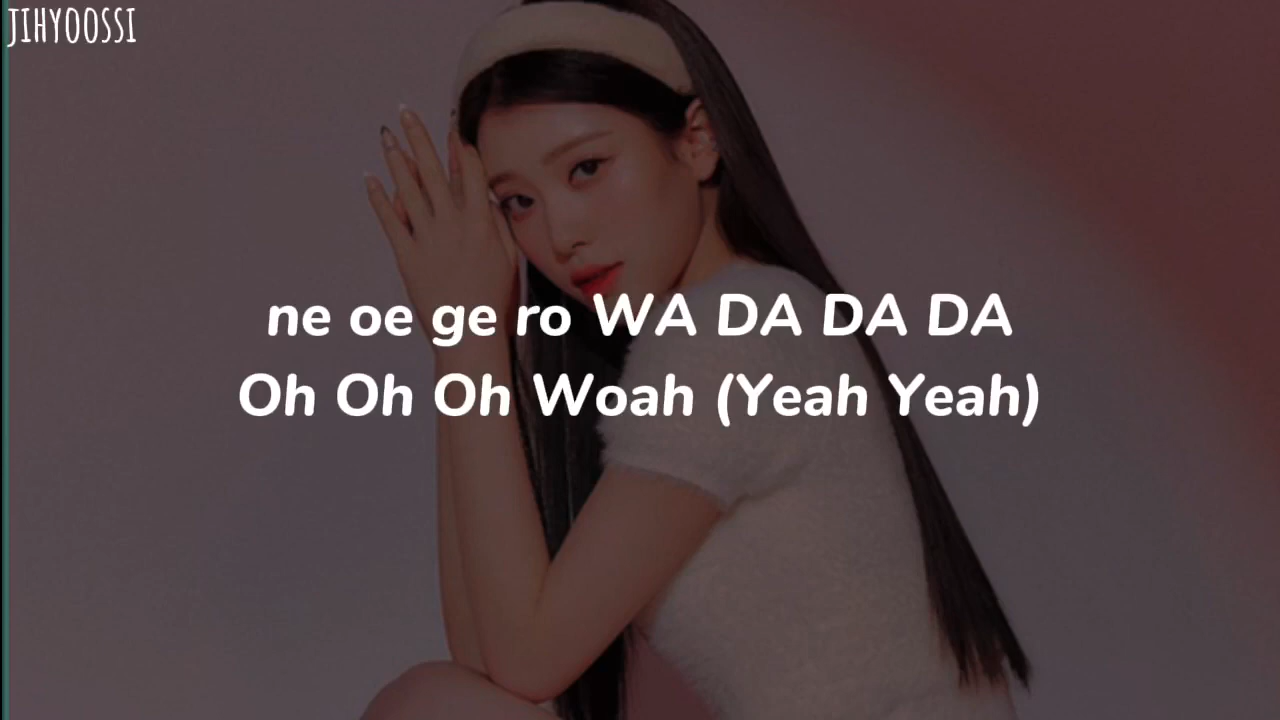 JIHYOOSSI
ne oe ge ro WA DA DA DA
Oh Oh Oh Woah (Yeah Yeah)